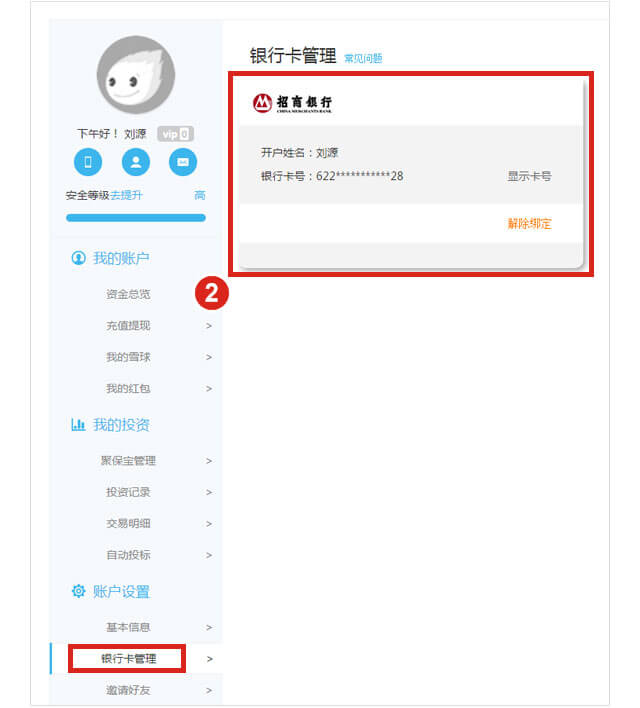 银行卡管理 常见问题
招商银行
CHINA MERCHANTS BANK
下午好！ 刘源 vip 0
安全等级去提升 高
开户姓名：刘源
银行卡号：622***********28 显示卡号
解除绑定
我的账户
资金总览
2
充值提现 >
我的雪球 >
我的红包 >
我的投资
聚保宝管理 >
投资记录 >
交易明细 >
自动投标 >
账户设置
基本信息 >
银行卡管理 >
邀请好友 >